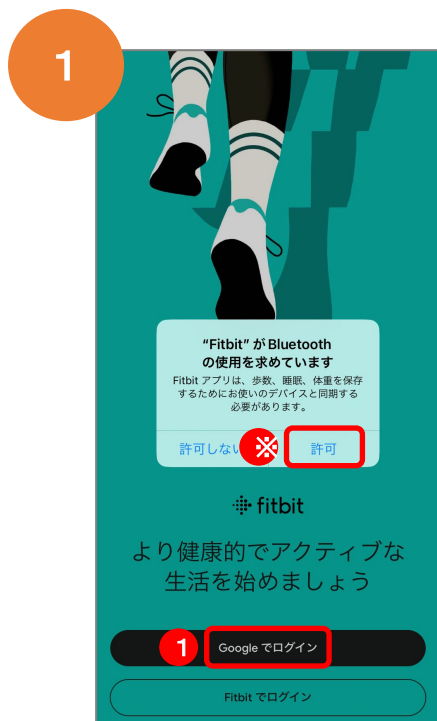 1
“Fitbit” が Bluetooth
の使用を求めています
Fitbit アプリは、歩数、睡眠、体重を保存
するためにお使いのデバイスと同期する
必要があります。
許可しない ※ 許可
fitbit
より健康的でアクティブな
生活を始めましょう
1 Google でログイン
Fitbit でログイン